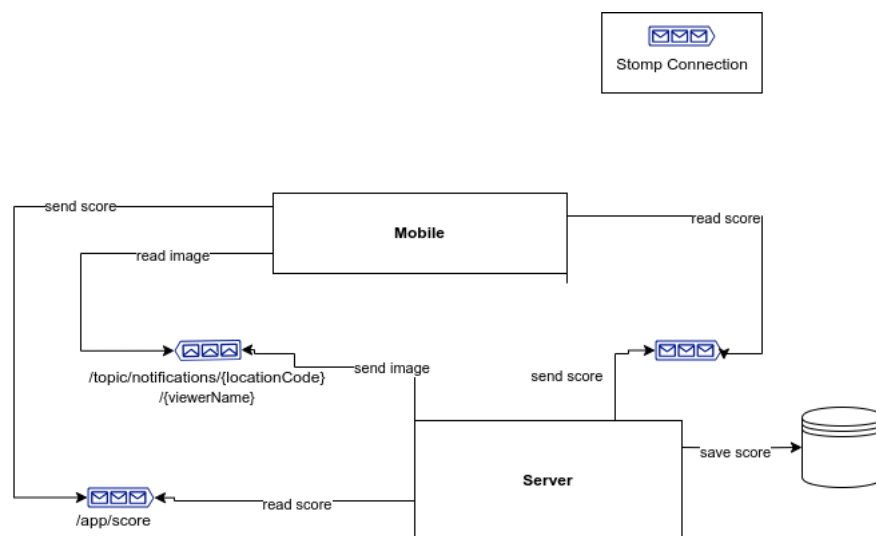 Stomp Connection
send score
Mobile
read score
read image
/topic/notifications/{locationCode}
/{viewerName}
send image
send score
save score
Server
read score
/app/score